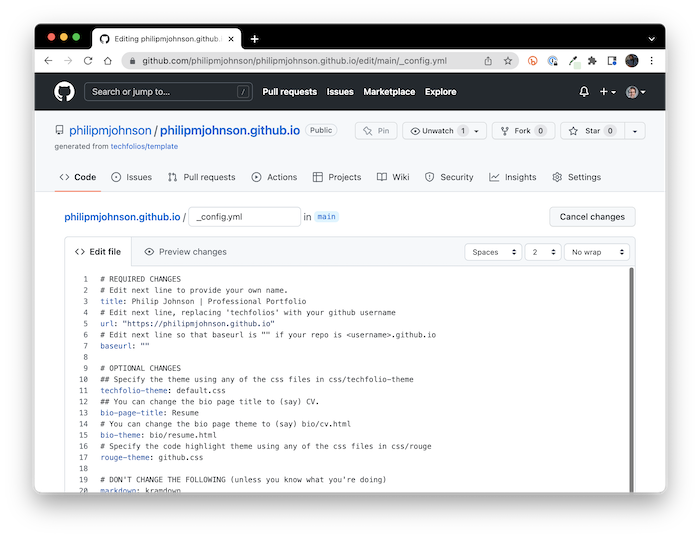 Editing philipmjohnson.github.
github.com/philipmjohnson/philipmjohnson.github.io/edit/main/_config.yml
Search or jump to...
/
Pull requests
Issues
Marketplace
Explore
philipmjohnson / philipmjohnson.github.io
Public
Pin
Unwatch 1
Fork 0
Star 0
generated from techfolios/template
Code
Issues
Pull requests
Actions
Projects
Wiki
Security
Insights
Settings
philipmjohnson.github.io / _config.yml in main
Cancel changes
Edit file
Preview changes
Spaces
2
No wrap
1 # REQUIRED CHANGES
2 # Edit next line to provide your own name.
3 title: Philip Johnson | Professional Portfolio
4 # Edit next line, replacing 'techfolios' with your github username
5 url: "https://philipmjohnson.github.io"
6 # Edit next line so that baseurl is "" if your repo is <username>.github.io
7 baseurl: ""
8
9 # OPTIONAL CHANGES
10 ## Specify the theme using any of the css files in css/techfolio-theme
11 techfolio-theme: default.css
12 ## You can change the bio page title to (say) CV.
13 bio-page-title: Resume
14 # You can change the bio page theme to (say) bio/cv.html
15 bio-theme: bio/resume.html
16 # Specify the code highlight theme using any of the css files in css/rouge
17 rouge-theme: github.css
18
19 # DON'T CHANGE THE FOLLOWING (unless you know what you're doing)
20 markdown: kramdown